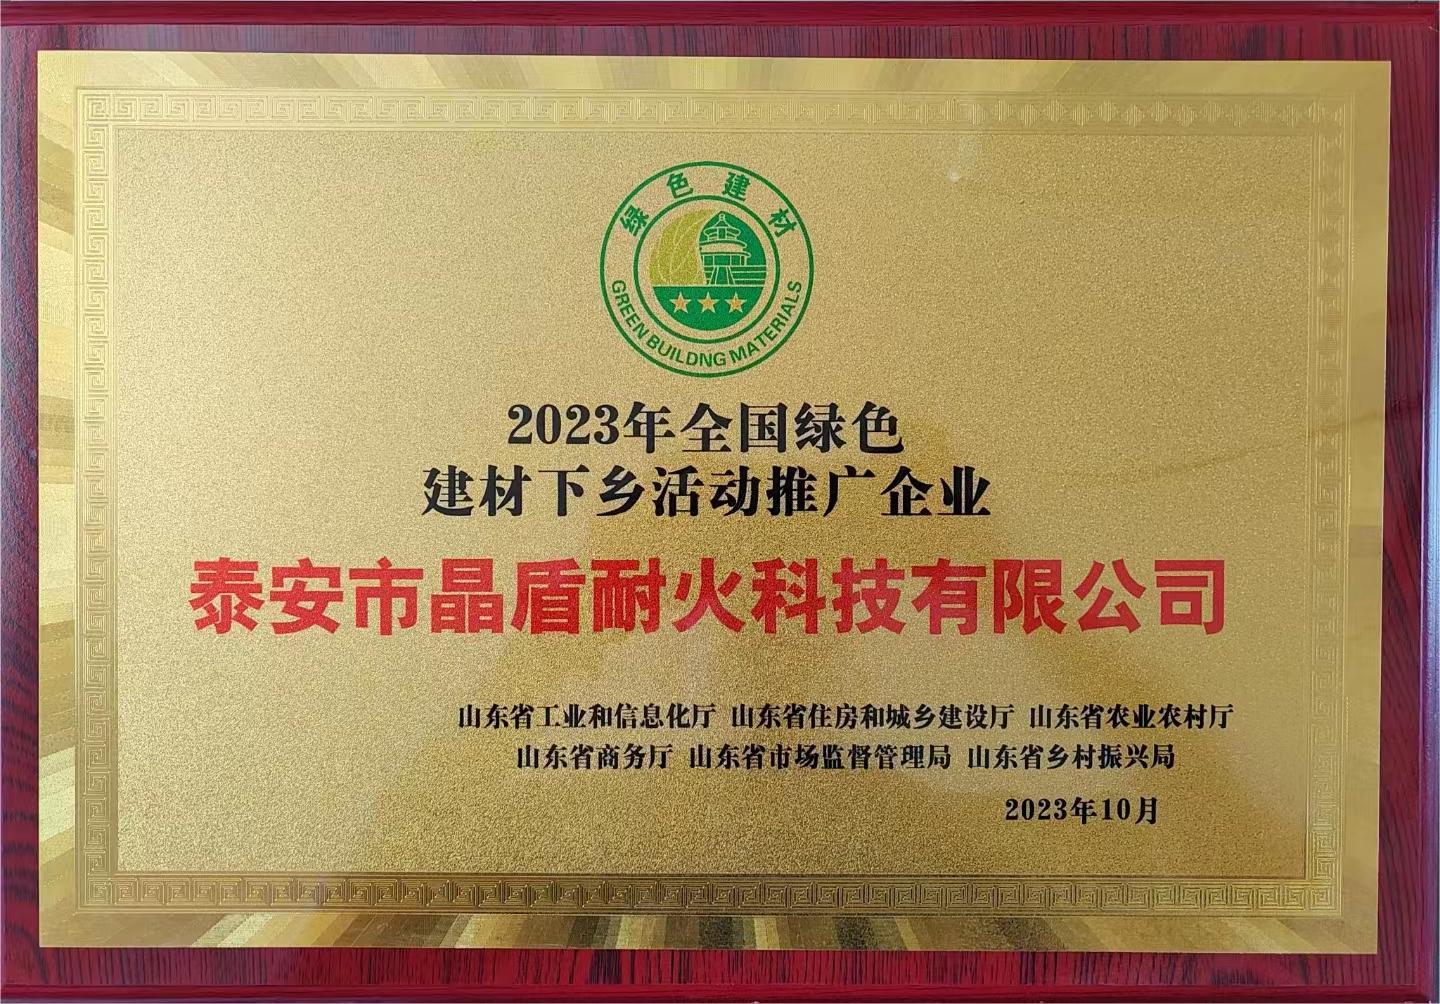 绿色建材
GREEN BUILDNG MATERIALS
2023年全国绿色
建材下乡活动推广企业
泰安市晶盾耐火科技有限公司
山东省工业和信息化厅 山东省住房和城乡建设厅 山东省农业农村厅
山东省商务厅 山东省市场监督管理局 山东省乡村振兴局
2023年10月